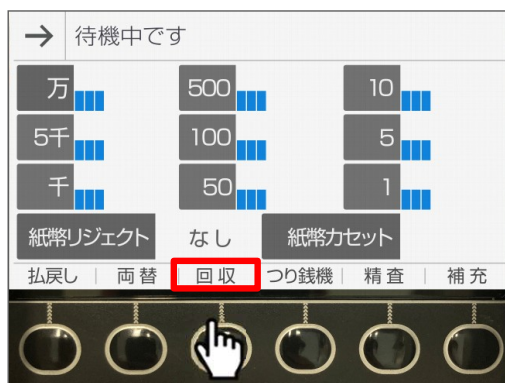 → 待機中です
万 500 10
5千 100 5
千 50 1
紙幣リジェクト なし 紙幣カセット
払戻し | 両替 | 回収 つり銭機 | 精査 | 補充